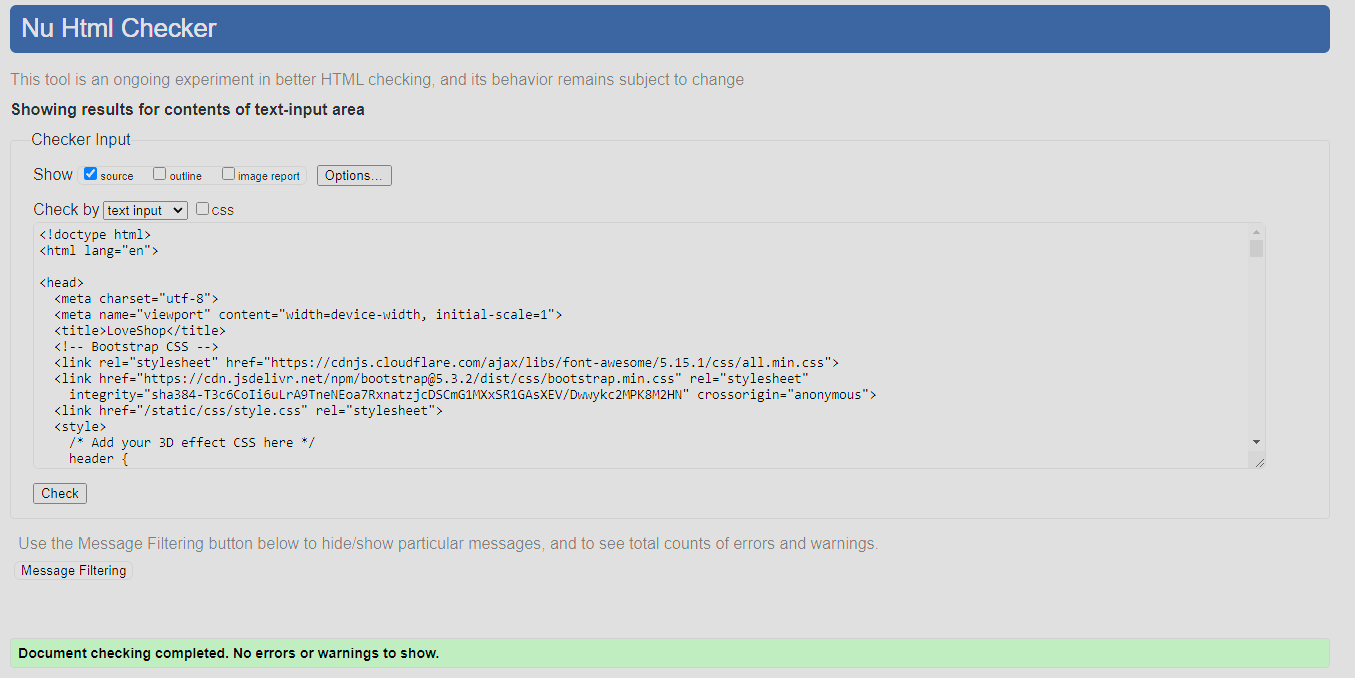 Nu Html Checker
This tool is an ongoing experiment in better HTML checking, and its behavior remains subject to change
Showing results for contents of text-input area
Checker Input
Show source outline image report Options...
Check by text input css
<!doctype html>
<html lang="en">
<head>
<meta charset="utf-8">
<meta name="viewport" content="width=device-width, initial-scale=1">
<title>LoveShop</title>
<!-- Bootstrap CSS -->
<link rel="stylesheet" href="https://cdnjs.cloudflare.com/ajax/libs/font-awesome/5.15.1/css/all.min.css">
<link href="https://cdn.jsdelivr.net/npm/bootstrap@5.3.2/dist/css/bootstrap.min.css" rel="stylesheet"
integrity="sha384-T3c6CoIi6uLrA9TneNEoa7RxnatzjcDSCmG1MXxSR1GAsXEV/Dwwykc2MPK8M2HN" crossorigin="anonymous">
<link href="/static/css/style.css" rel="stylesheet">
<style>
/* Add your 3D effect CSS here */
header {
Check
Use the Message Filtering button below to hide/show particular messages, and to see total counts of errors and warnings.
Message Filtering
Document checking completed. No errors or warnings to show.